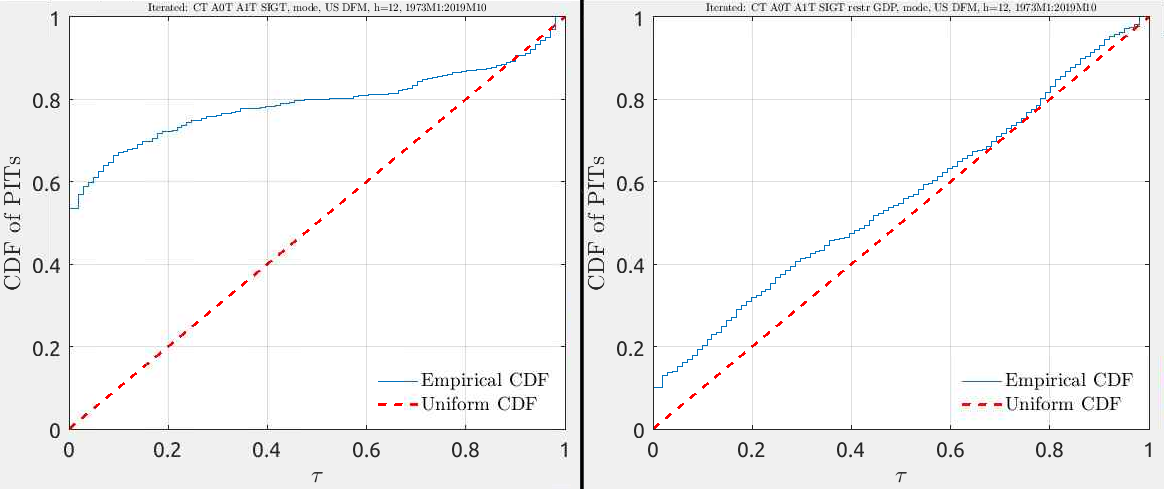 Iterated: CT A0T A1T SIGT, mode, US DFM, h=12, 1973M1:2019M10
1
0.8
0.6
0.4
0.2
0
CDF of PITs
Empirical CDF
Uniform CDF
0 0.2 0.4 0.6 0.8 1
τ
Iterated: CT A0T A1T SIGT restr GDP, mode, US DFM, h=12, 1973M1:2019M10
1
0.8
0.6
0.4
0.2
0
CDF of PITs
Empirical CDF
Uniform CDF
0 0.2 0.4 0.6 0.8 1
τ